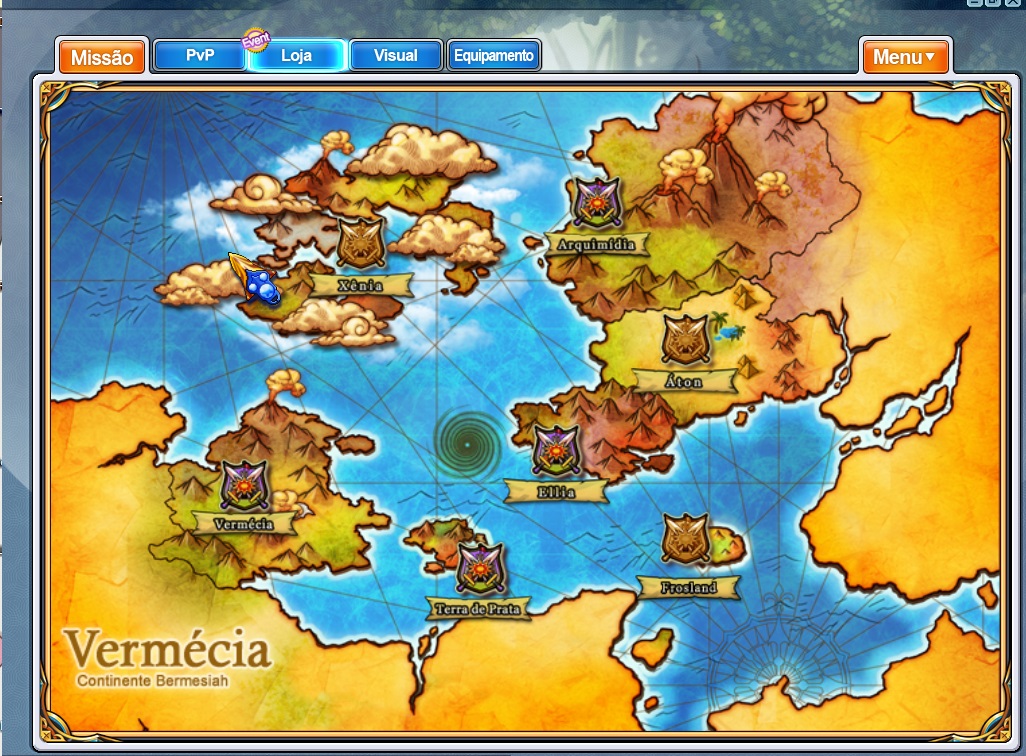 Missão
PvP
Event
Loja
Visual
Equipamento
Menu
Arquimídia
Xênia
Áton
Ellia
Vermécia
Frosland
Terra de Prata
Vermécia
Continente Bermesiah